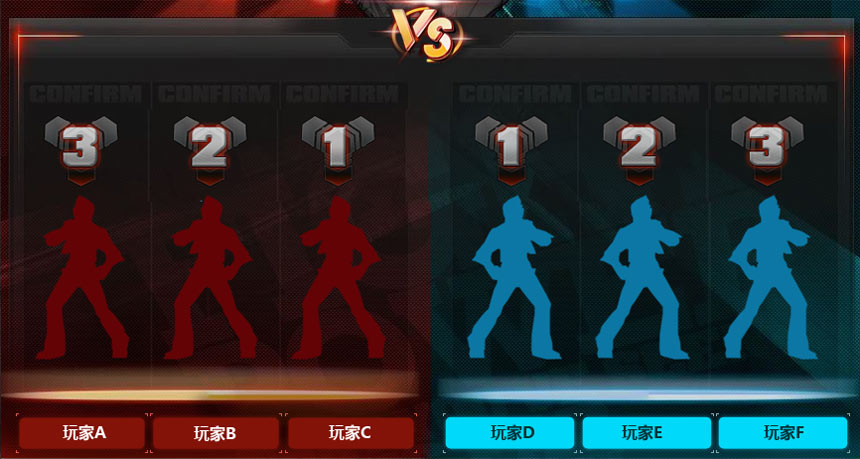 VS
CONFIRM CONFIRM CONFIRM CONFIRM CONFIRM CONFIRM
3 2 1 1 2 3
玩家A 玩家B 玩家C 玩家D 玩家E 玩家F